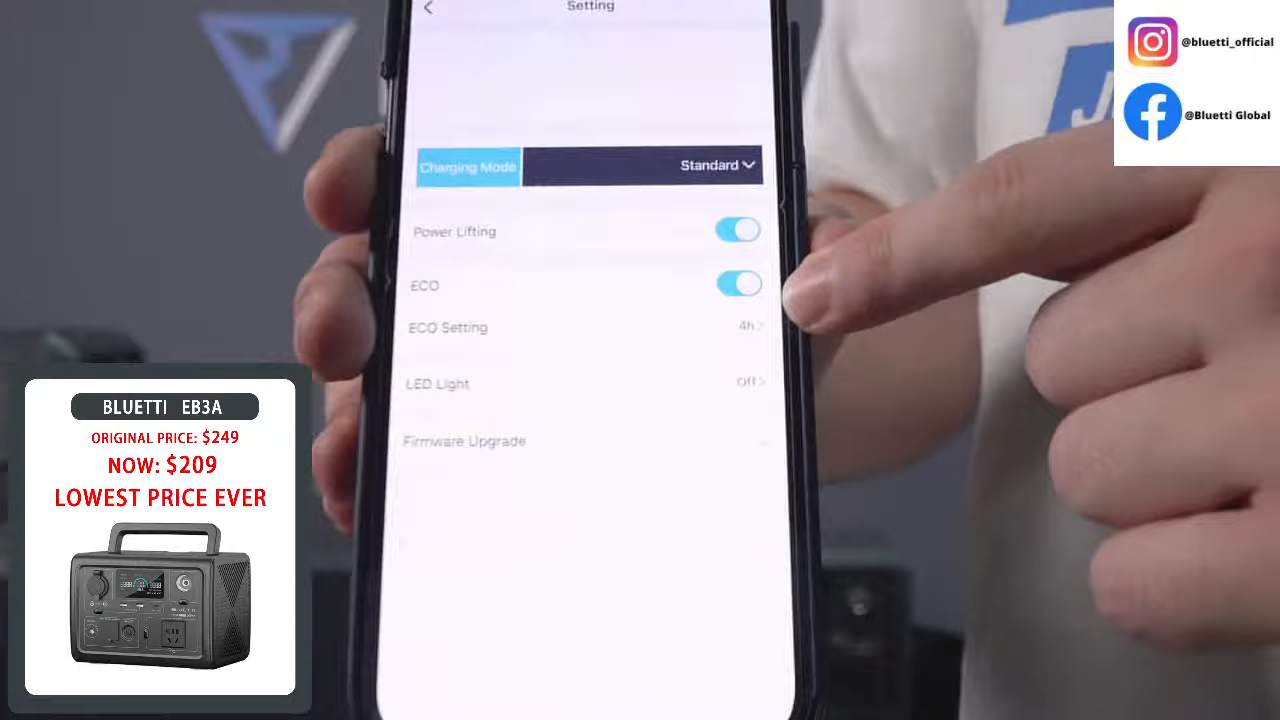 Setting
Charging Mode
Standard
Power Lifting
ECO
ECO Setting
4h
LED Light
Off
Firmware Upgrade
@bluetti_official
@Bluetti Global
BLUETTI EB3A
ORIGINAL PRICE: $249
NOW: $209
LOWEST PRICE EVER